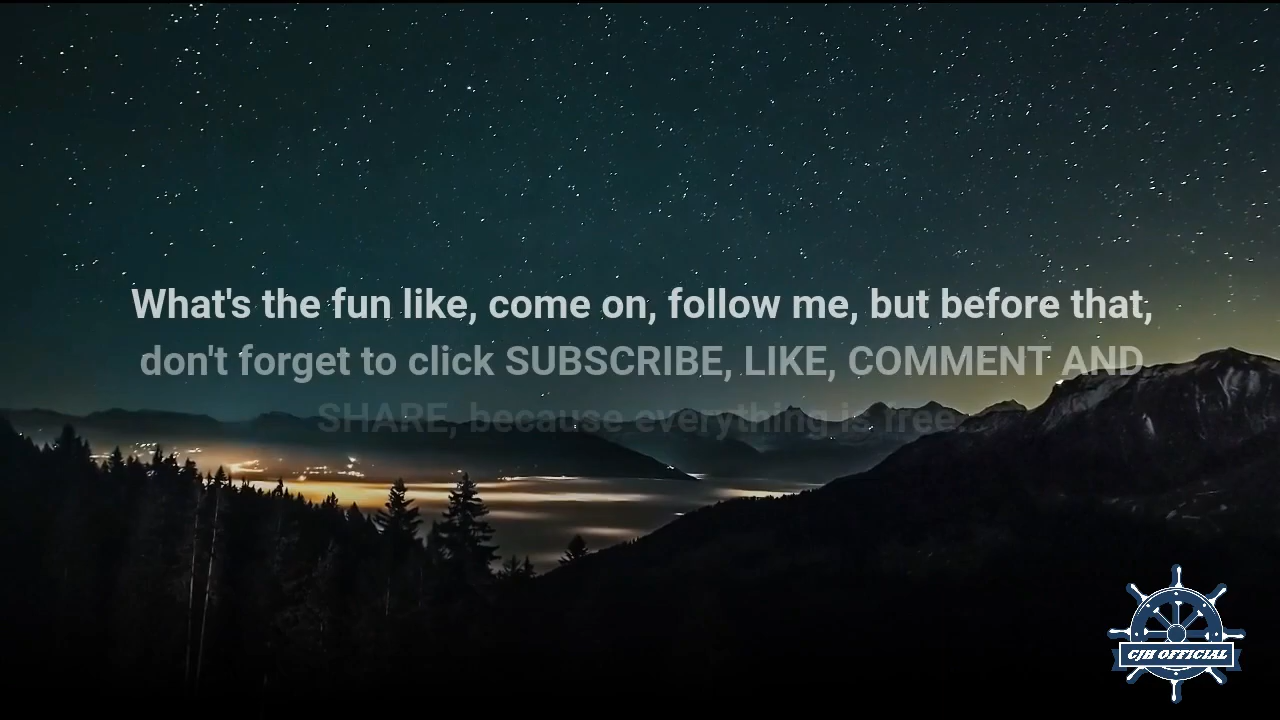 What's the fun like, come on, follow me, but before that,
don't forget to click SUBSCRIBE, LIKE, COMMENT AND
SHARE, because everything is free.
CJH OFFICIAL